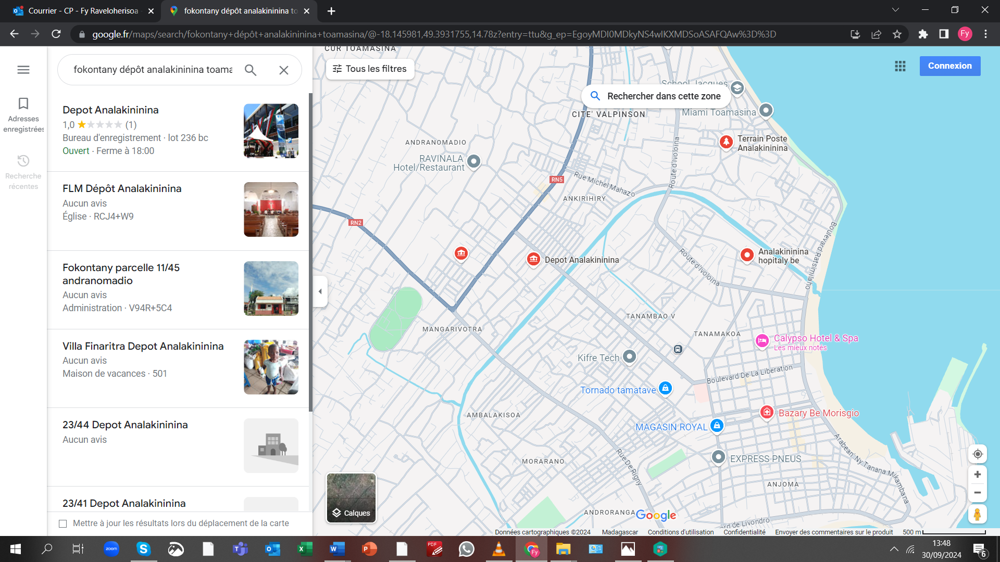 Courrier - CP - Fy Raveloherisoa -
fokontany dépôt analakininina to
google.fr/maps/search/fokontany+dépôt+analakininina+toamasina/@-18.145981,49.3931755,14.78z?entry=ttu&g_ep=EgoyMDI0MDkyNS4wIKXMDSoASAFQAw%3D%3D
Fy
fokontany dépôt analakininina toama
Adresses
enregistrées
Recherche
récentes
Depot Analakininina
1,0 (1)
Bureau d'enregistrement · lot 236 bc
Ouvert · Ferme à 18:00
FLM Dépôt Analakininina
Aucun avis
Église · RCJ4+W9
Fokontany parcelle 11/45
andranomadio
Aucun avis
Administration · V94R+5C4
Villa Finaritra Depot Analakininina
Aucun avis
Maison de vacances · 501
23/44 Depot Analakininina
Aucun avis
23/41 Depot Analakininina
Mettre à jour les résultats lors du déplacement de la carte
CUR TOAMASINA
Tous les filtres
Connexion
School Jacques
Rechercher dans cette zone
CITE' VALPINSON
Miami Toamasina
ANDRANOMADIO
Terrain Poste
Analakininina
RAVINALA
Hotel/Restaurant
Route d'Ivoloina
RN5
Rue Michel Mahazo
ANKIRIHIRY
RN2
Boulevard Ratsimilaho
Depot Analakininina
Route d'Ivoloina
Analakininina
hopitaly be
TANAMBAO V
MANGARIVOTRA
TANAMAKOA
Calypso Hotel & Spa
Les mieux notés
Kifre Tech
Boulevard De La Liberation
Tornado tamatave
AMBALAKISOA
Bazary Be Morisgio
MAGASIN ROYAL
Rue De Rigny
Arabean'Ny Tanana Mikambana
MORARANO
EXPRESS PNEUS
ANJOMA
Calques
ANDRORANGA
Google
rd de Livondro
Données cartographiques ©2024 Madagascar Conditions d'utilisation Confidentialité Envoyer des commentaires sur le produit 500 m
zoom
PDF
Fy
13:48
30/09/2024
6